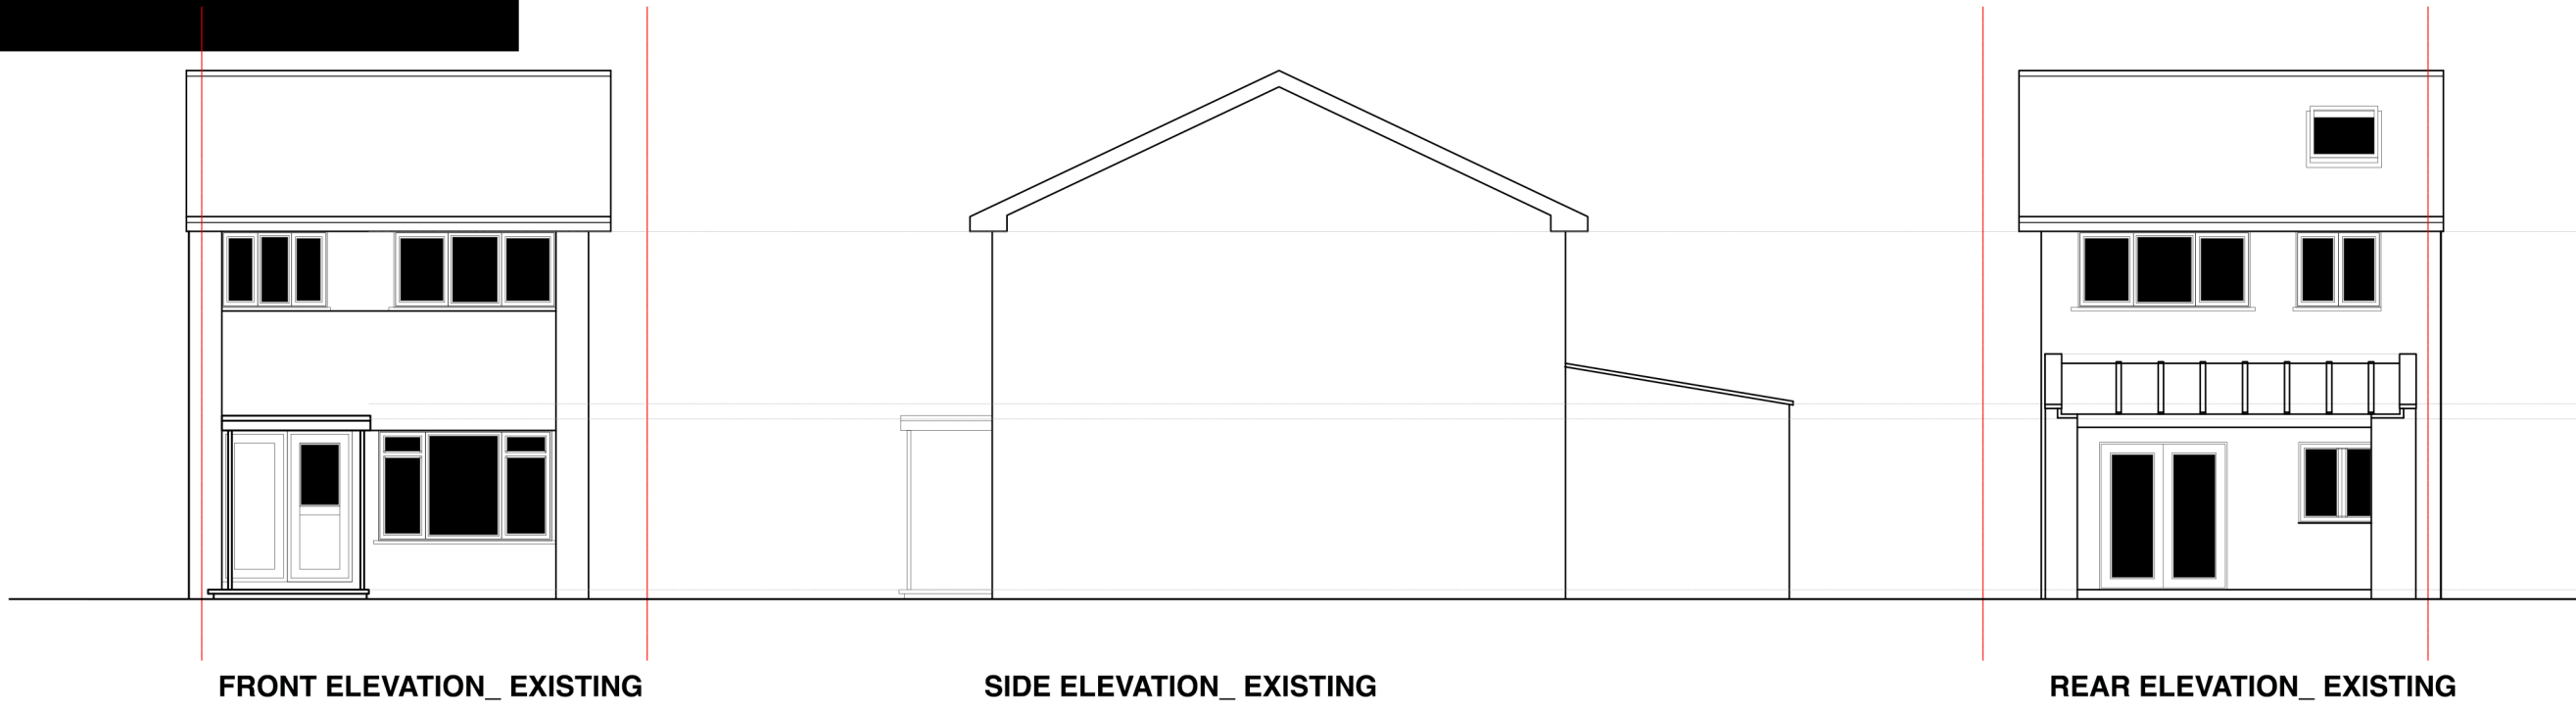 FRONT ELEVATION_ EXISTING
SIDE ELEVATION_ EXISTING
REAR ELEVATION_ EXISTING